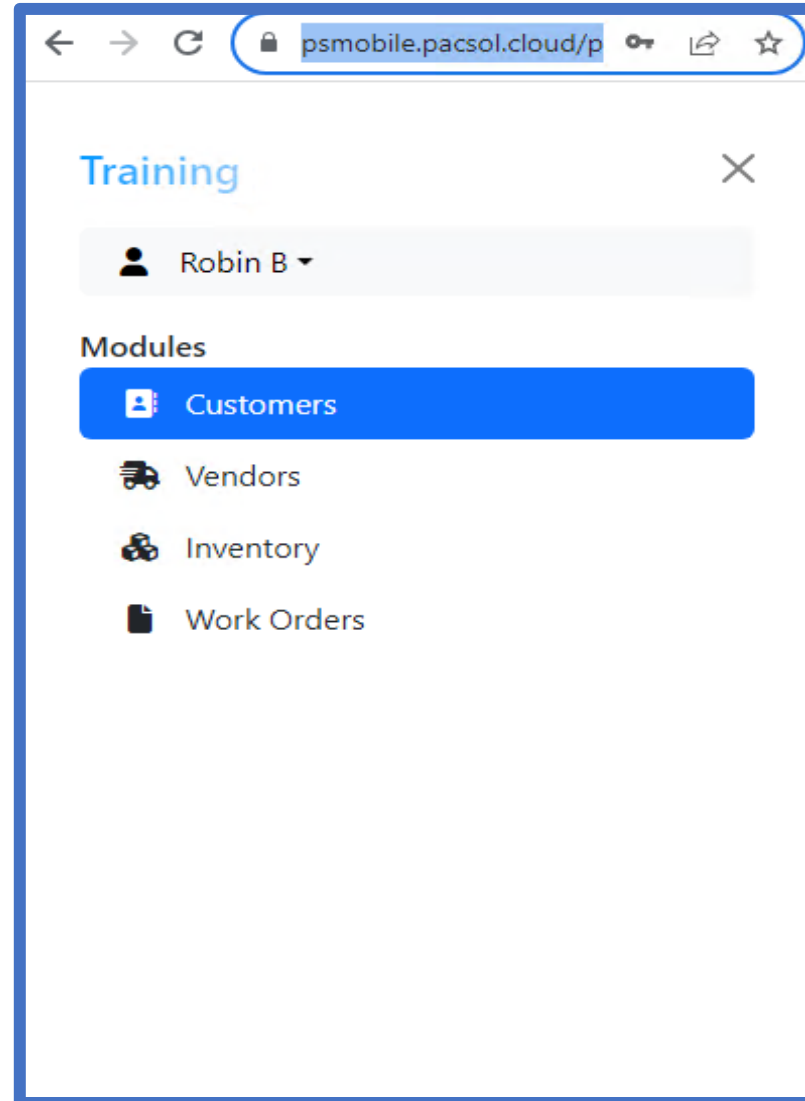 psmobile.pacsol.cloud/p
Training
Robin B
Modules
Customers
Vendors
Inventory
Work Orders